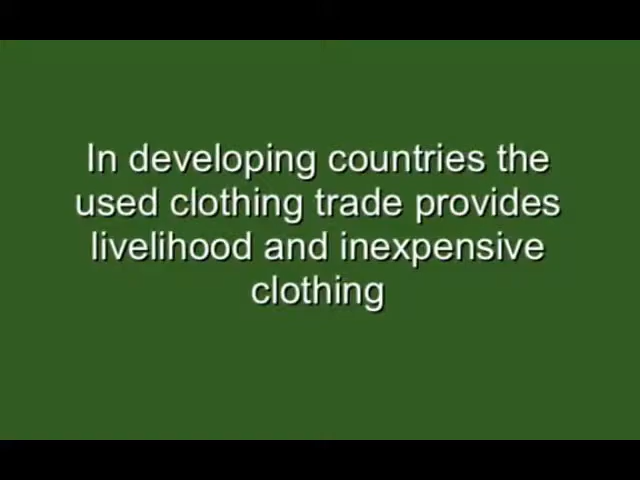 In developing countries the
used clothing trade provides
livelihood and inexpensive
clothing